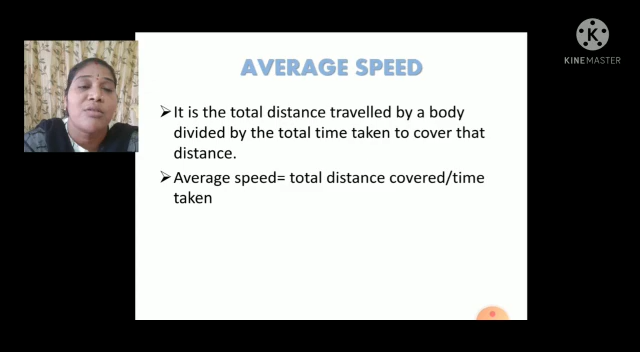 K
KINEMASTER
AVERAGE SPEED
➢It is the total distance travelled by a body
divided by the total time taken to cover that
distance.
➢Average speed= total distance covered/time
taken